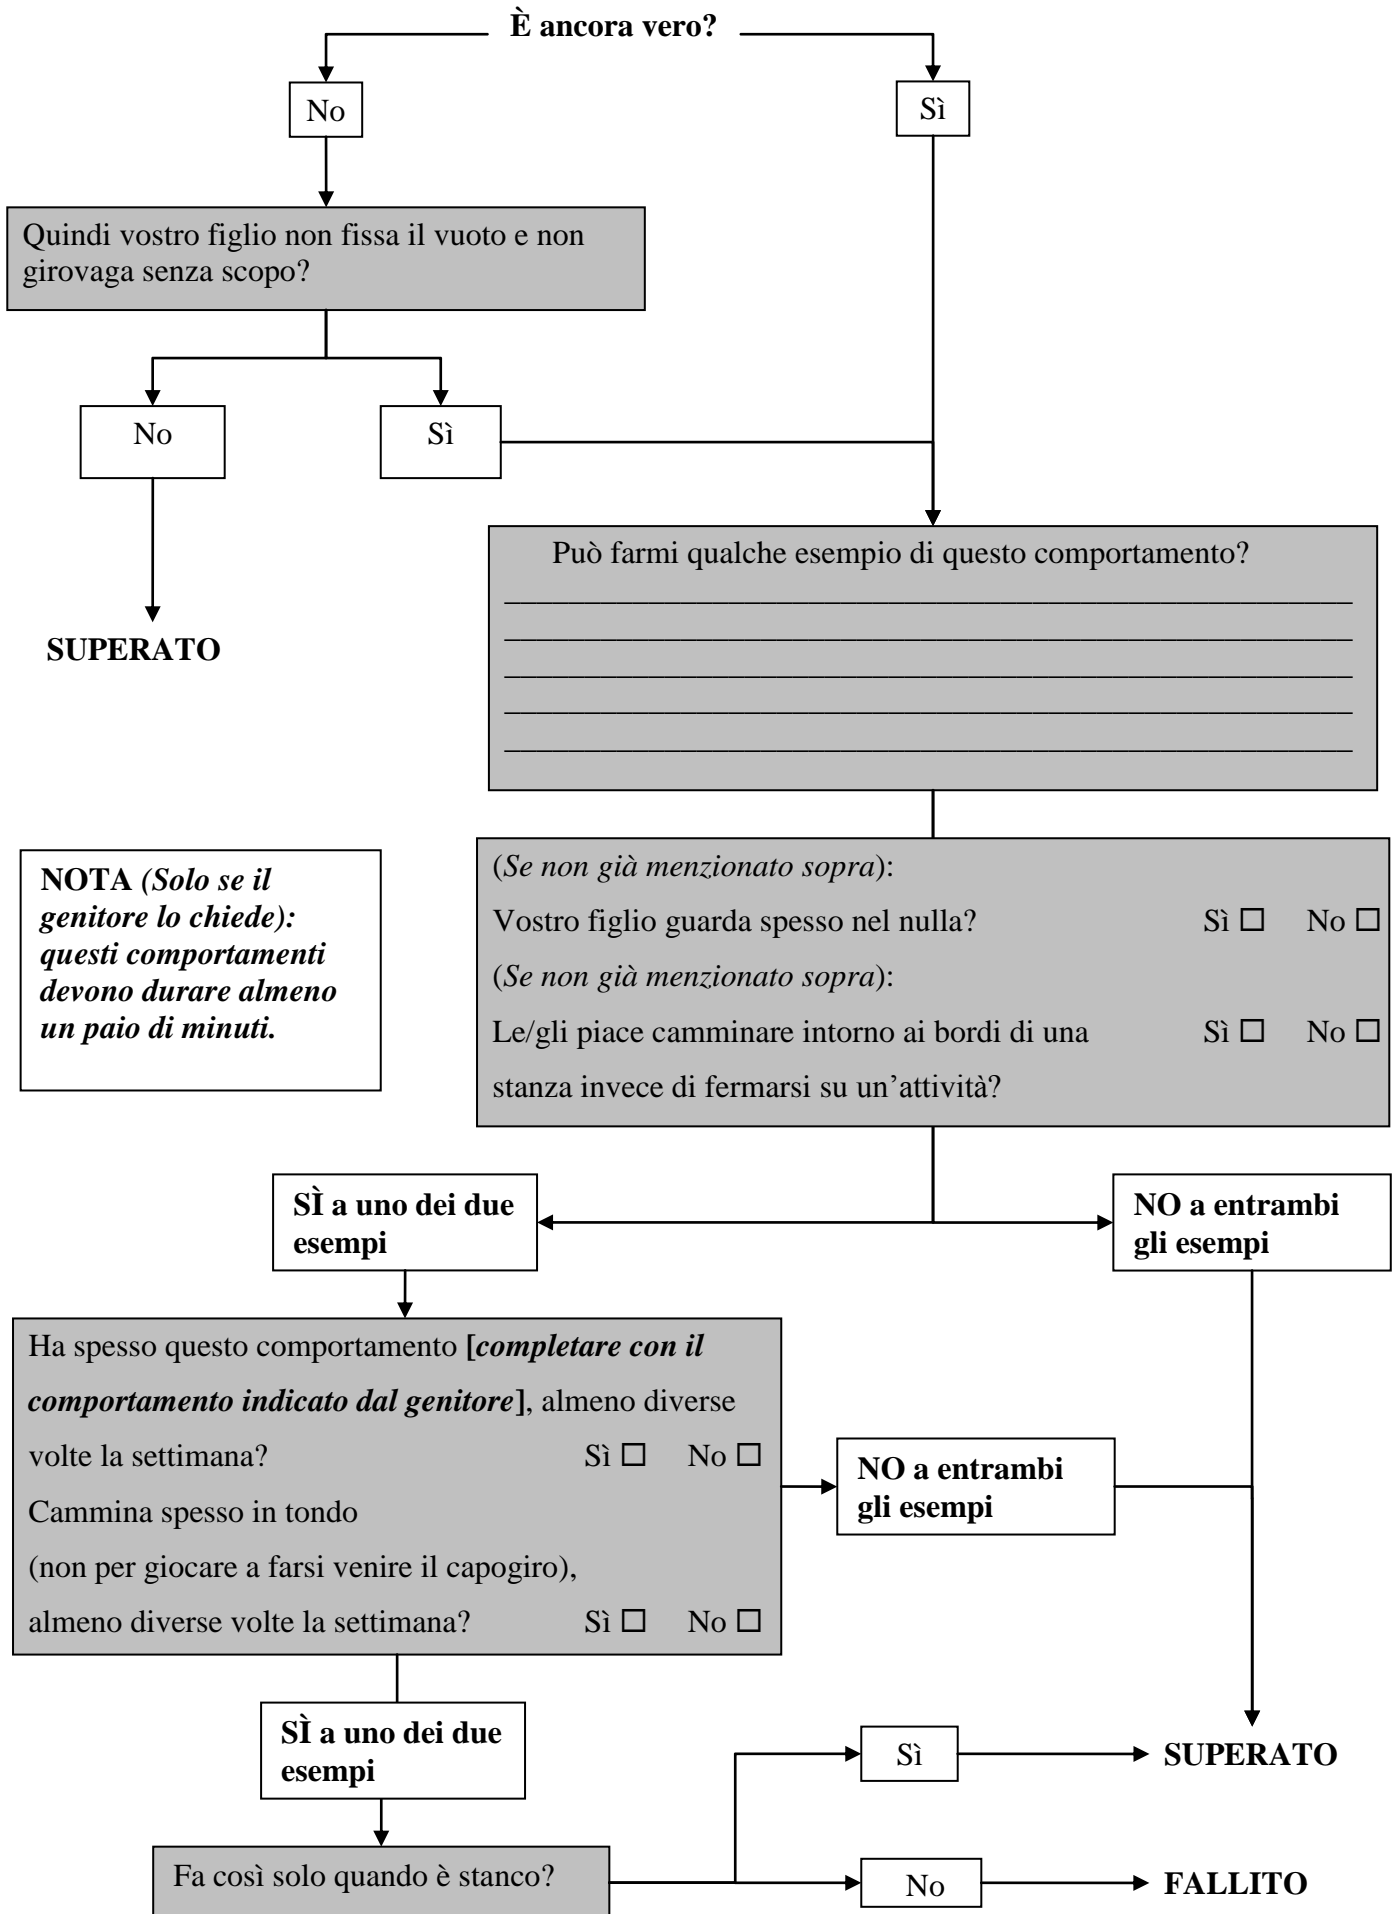 È ancora vero?
No
Sì
Quindi vostro figlio non fissa il vuoto e non
girovaga senza scopo?
No
Sì
SUPERATO
Può farmi qualche esempio di questo comportamento?
NOTA (Solo se il
genitore lo chiede):
questi comportamenti
devono durare almeno
un paio di minuti.
(Se non già menzionato sopra):
Vostro figlio guarda spesso nel nulla? Sì ☐ No ☐
(Se non già menzionato sopra):
Le/gli piace camminare intorno ai bordi di una Sì ☐ No ☐
stanza invece di fermarsi su un'attività?
SÌ a uno dei due
esempi
NO a entrambi
gli esempi
Ha spesso questo comportamento [completare con il
comportamento indicato dal genitore], almeno diverse
volte la settimana? Sì ☐ No ☐
Cammina spesso in tondo
(non per giocare a farsi venire il capogiro),
almeno diverse volte la settimana? Sì ☐ No ☐
NO a entrambi
gli esempi
SÌ a uno dei due
esempi
Sì
SUPERATO
Fa così solo quando è stanco?
No
FALLITO